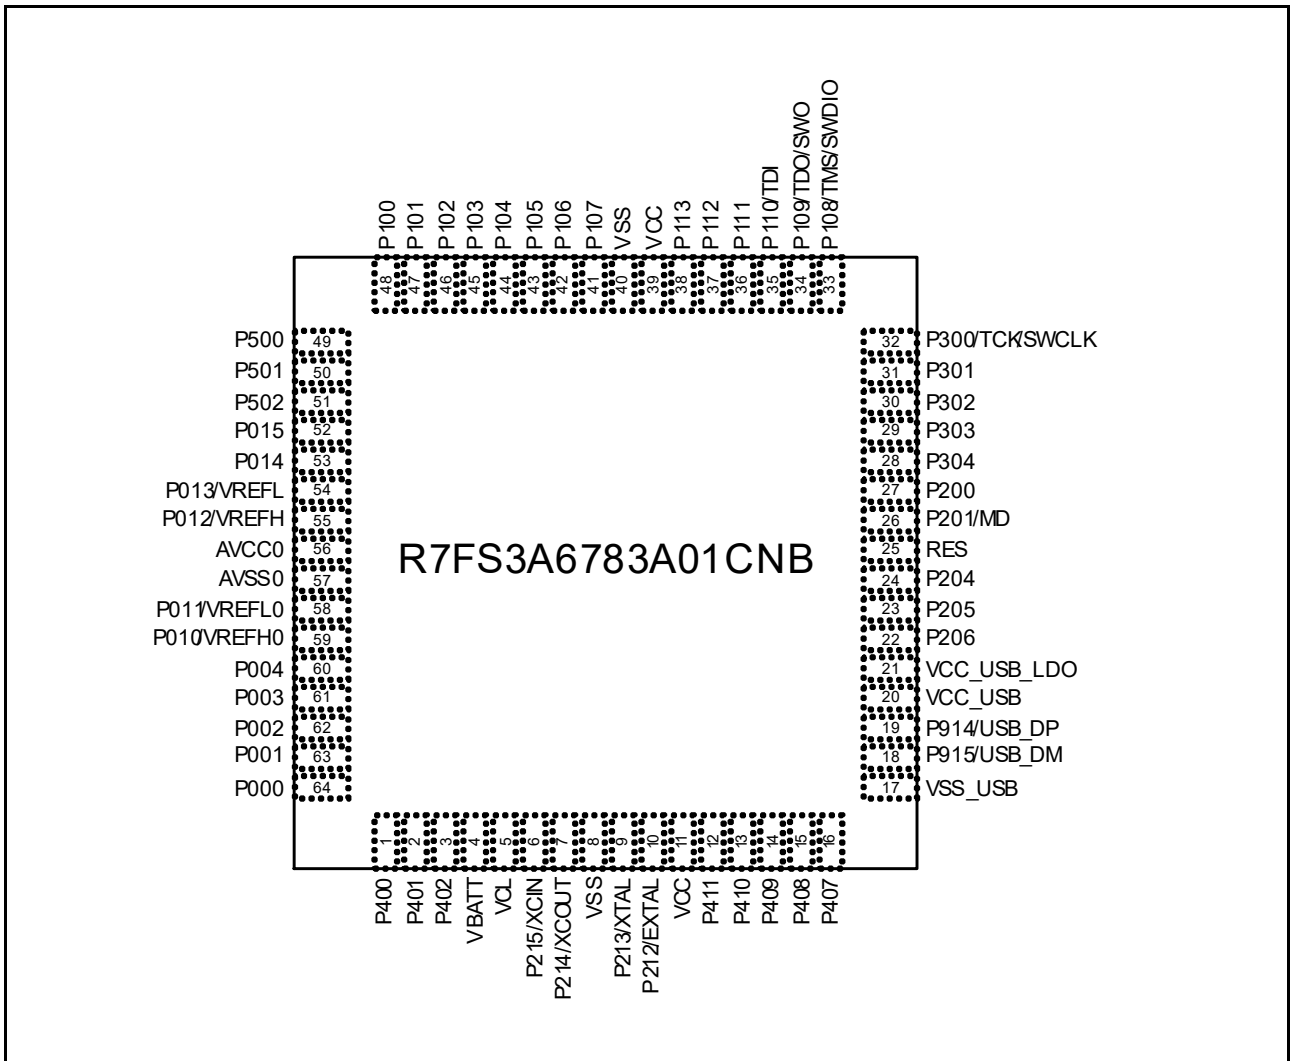 P100
P101
P102
P103
P104
P105
P106
P107
VSS
VCC
P113
P112
P111
P110/TDI
P109/TDO/SWO
P108/TMS/SWDIO
48
47
46
45
44
43
42
41
40
39
38
37
36
35
34
33
P500 49
P501 50
P502 51
P015 52
P014 53
P013/VREFL 54
P012/VREFH 55
AVCC0 56
AVSS0 57
P011/VREFL0 58
P010/VREFH0 59
P004 60
P003 61
P002 62
P001 63
P000 64
R7FS3A6783A01CNB
32 P300/TCK/SWCLK
31 P301
30 P302
29 P303
28 P304
27 P200
26 P201/MD
25 RES
24 P204
23 P205
22 P206
21 VCC_USB_LDO
20 VCC_USB
19 P914/USB_DP
18 P915/USB_DM
17 VSS_USB
1
2
3
4
5
6
7
8
9
10
11
12
13
14
15
16
P400
P401
P402
VBATT
VCL
P215/XCIN
P214/XCOUT
VSS
P213/XTAL
P212/EXTAL
VCC
P411
P410
P409
P408
P407